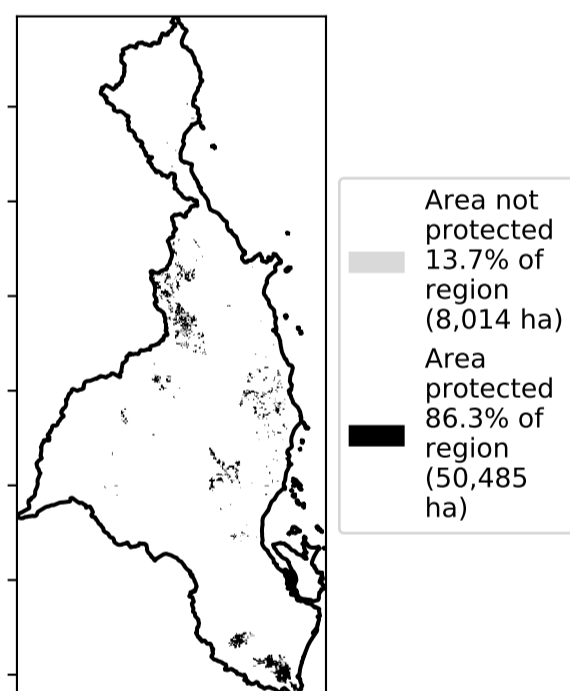 Area not
protected
13.7% of
region
(8,014 ha)
Area
protected
86.3% of
region
(50,485
ha)